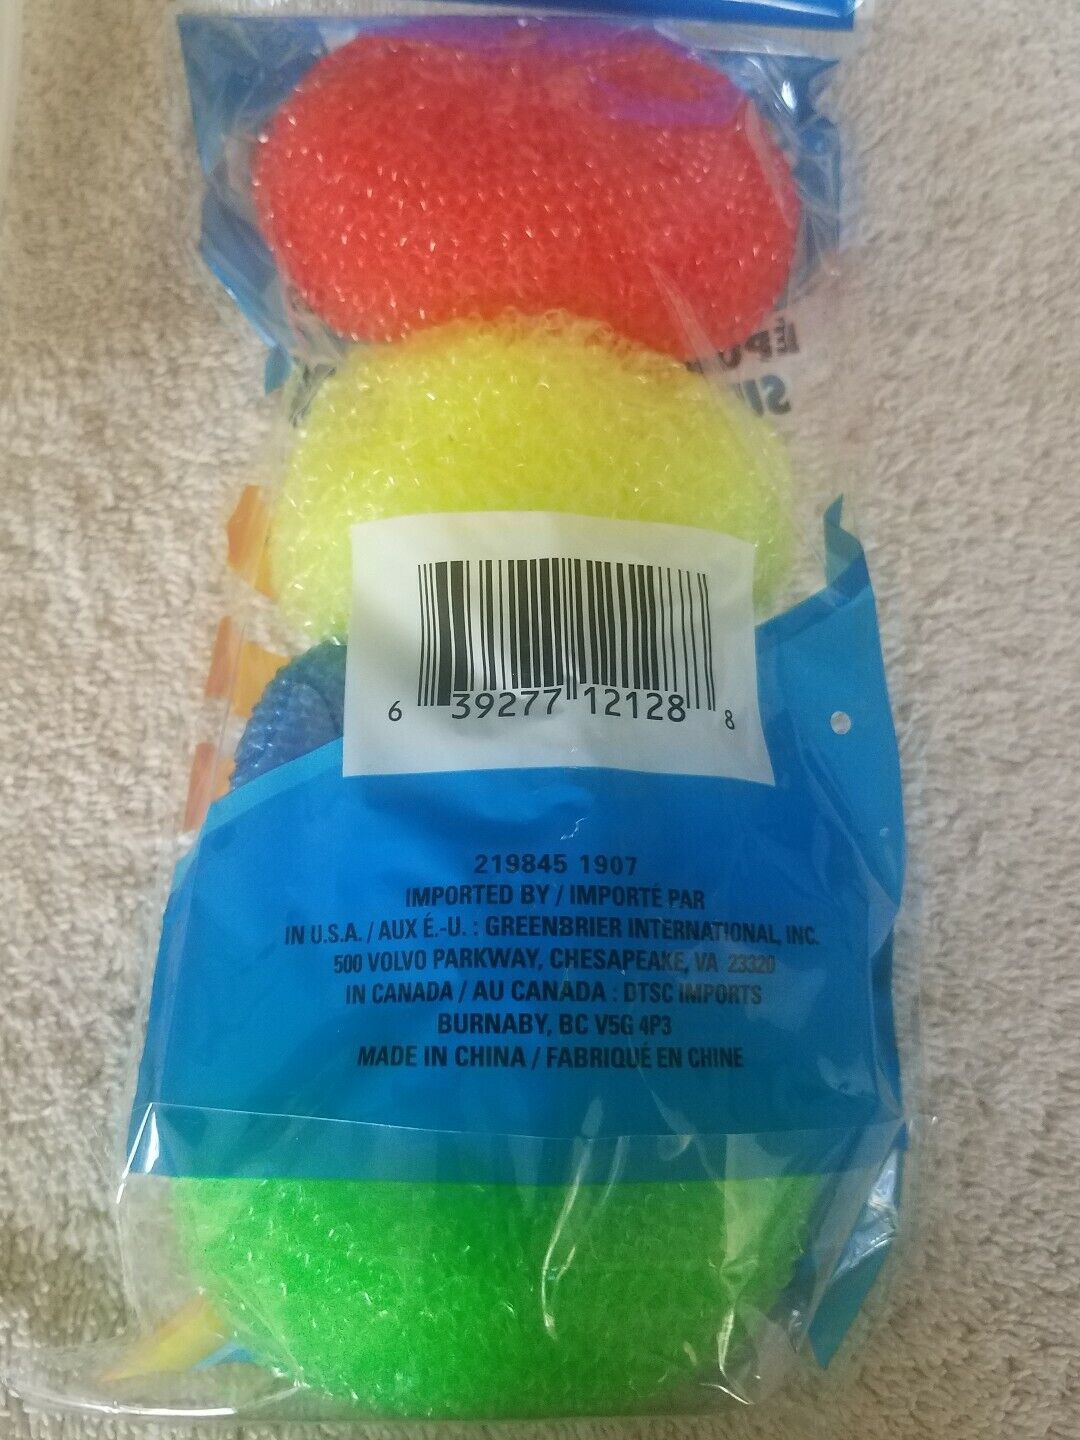 6 39277 12128 8
219845 1907
IMPORTED BY / IMPORTÉ PAR
IN U.S.A. / AUX É.-U. : GREENBRIER INTERNATIONAL, INC.
500 VOLVO PARKWAY, CHESAPEAKE, VA 23320
IN CANADA / AU CANADA : DTSC IMPORTS
BURNABY, BC V5G 4P3
MADE IN CHINA / FABRIQUÉ EN CHINE